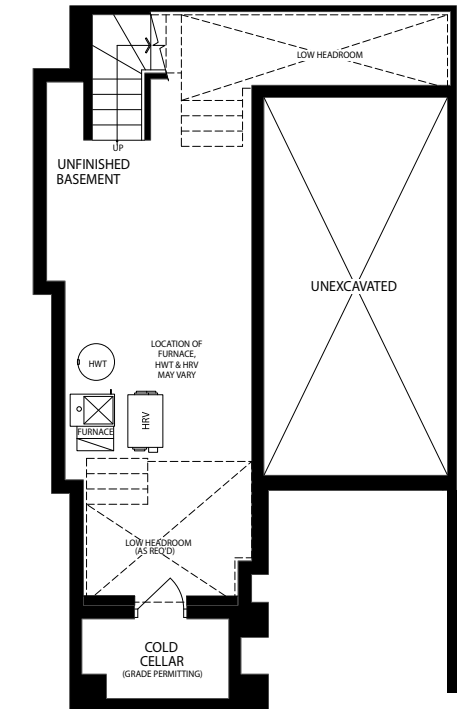 LOW HEADROOM
UP
UNFINISHED
BASEMENT
UNEXCAVATED
LOCATION OF
FURNACE,
HWT & HRV
MAY VARY
HWT
HRV
FURNACE
LOW HEADROOM
(AS REQ'D)
COLD
CELLAR
(GRADE PERMITTING)